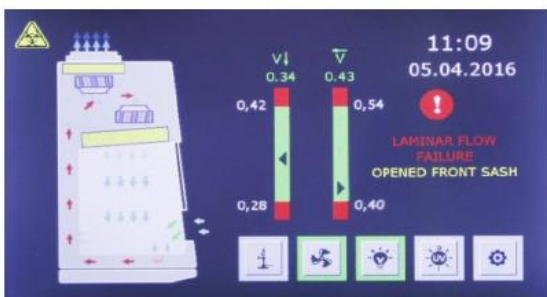 11:09
05.04.2016
V↓
0.34
V
0.43
0,42
0,54
LAMINAR FLOW
FAILURE
OPENED FRONT SASH
0,28
0,40
UV